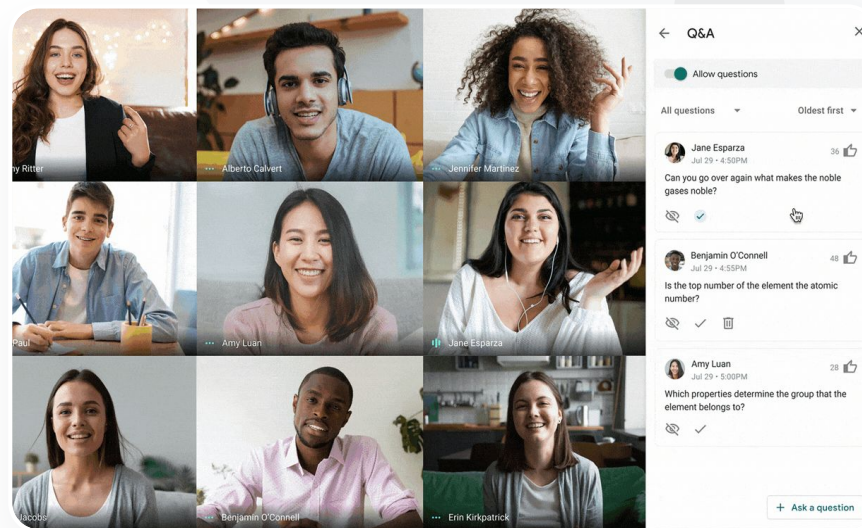 ny Ritter
··· Alberto Calvert
··· Jennifer Martinez
Paul
··· Amy Luan
Jane Esparza
Jacobs
··· Benjamin O'Connell
··· Erin Kirkpatrick
Q&A
Allow questions
All questions
Oldest first
Jane Esparza
36
Jul 29 • 4:50PM
Can you go over again what makes the noble
gases noble?
Benjamin O'Connell
48
Jul 29 • 4:55PM
Is the top number of the element the atomic
number?
Amy Luan
28
Jul 29 • 5:00PM
Which properties determine the group that the
element belongs to?
+ Ask a question